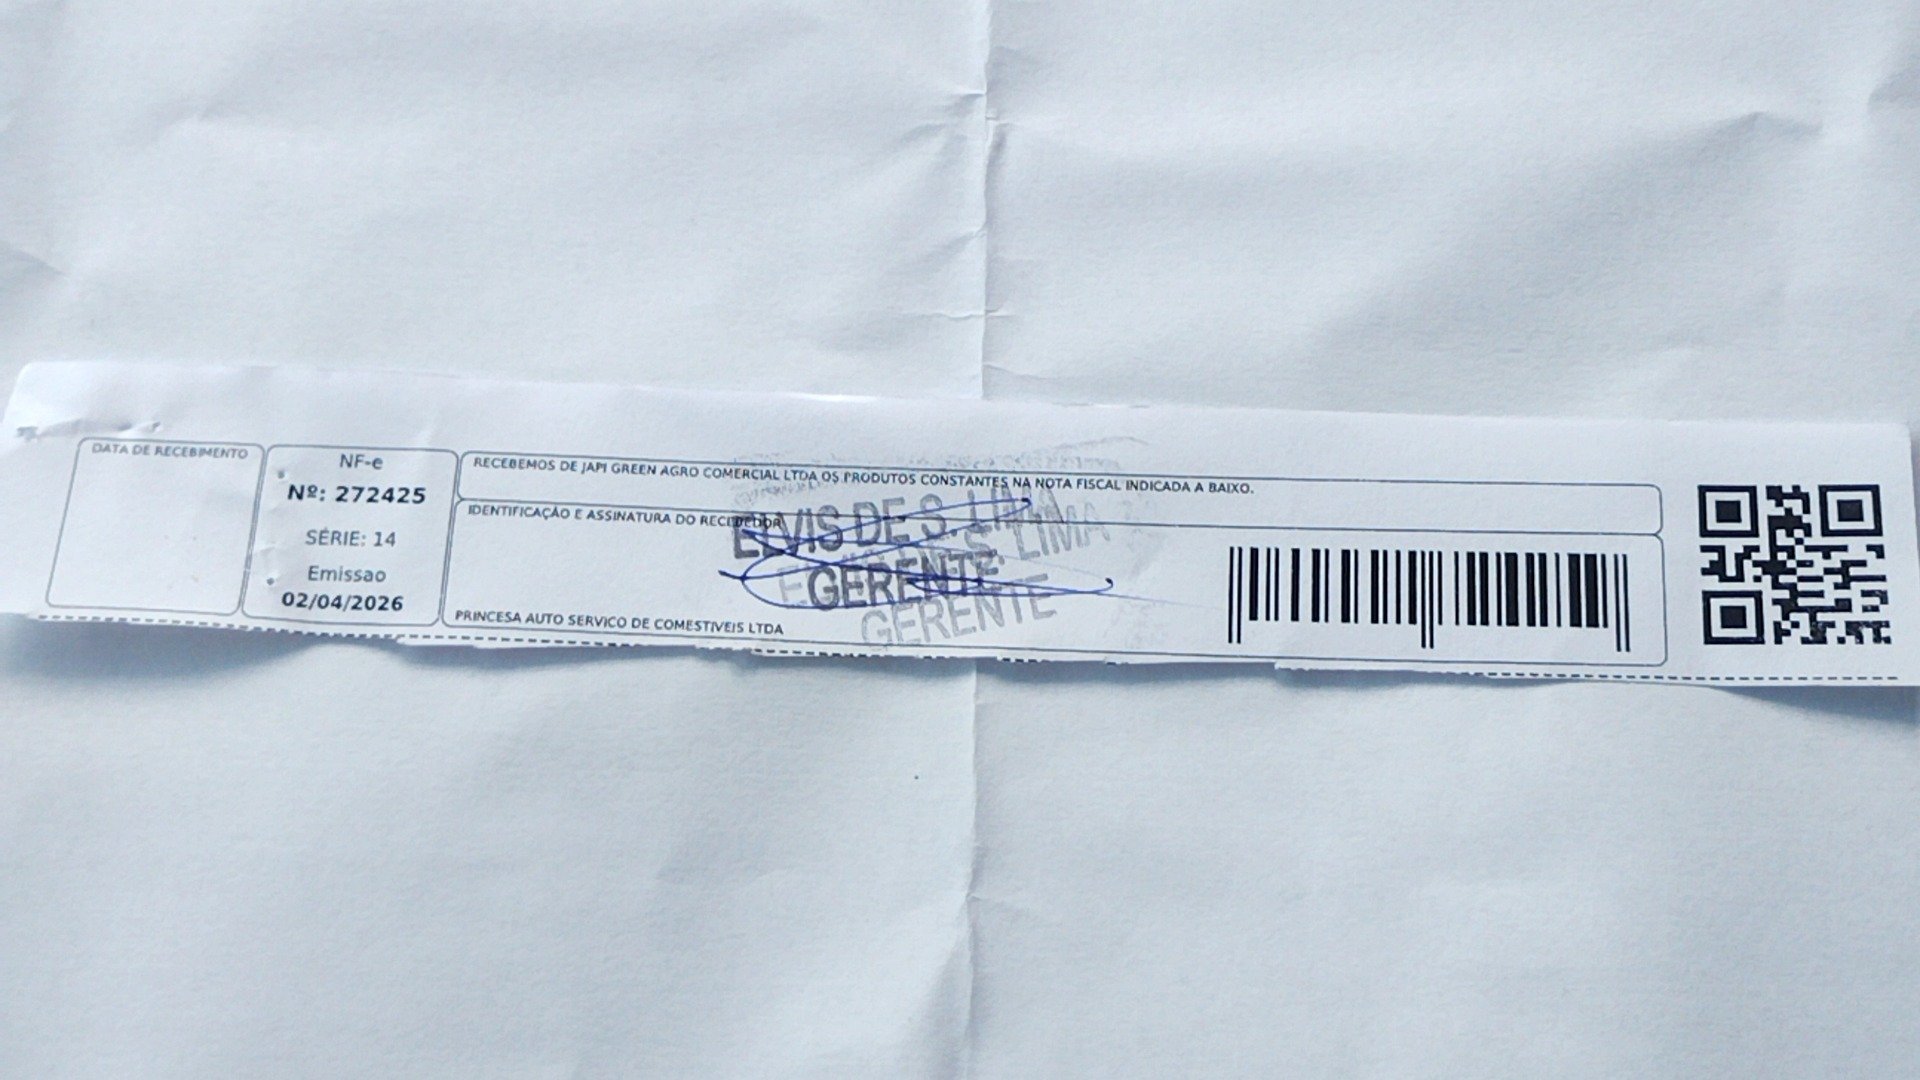 DATA DE RECEBIMENTO
NF-e
Nº: 272425
SÉRIE: 14
Emissao
02/04/2026
RECEBEMOS DE JAPI GREEN AGRO COMERCIAL LTDA OS PRODUTOS CONSTANTES NA NOTA FISCAL INDICADA A BAIXO.
IDENTIFICAÇÃO E ASSINATURA DO RECEBEDOR
ELVIS DE S. LIMA
GERENTE
S. LIMA
GERENTE
PRINCESA AUTO SERVICO DE COMESTIVEIS LTDA